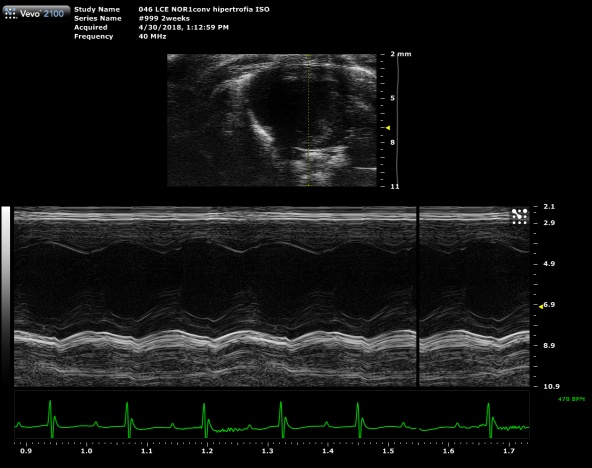 Vevo 2100
Study Name 046 LCE NOR1conv hipertrofia ISO
Series Name #999 2weeks
Acquired 4/30/2018, 1:12:59 PM
Frequency 40 MHz
2 mm
5
8
11
2.1
2.9
4.9
6.9
8.9
10.9
470 BPM
0.9 1.0 1.1 1.2 1.3 1.4 1.5 1.6 1.7